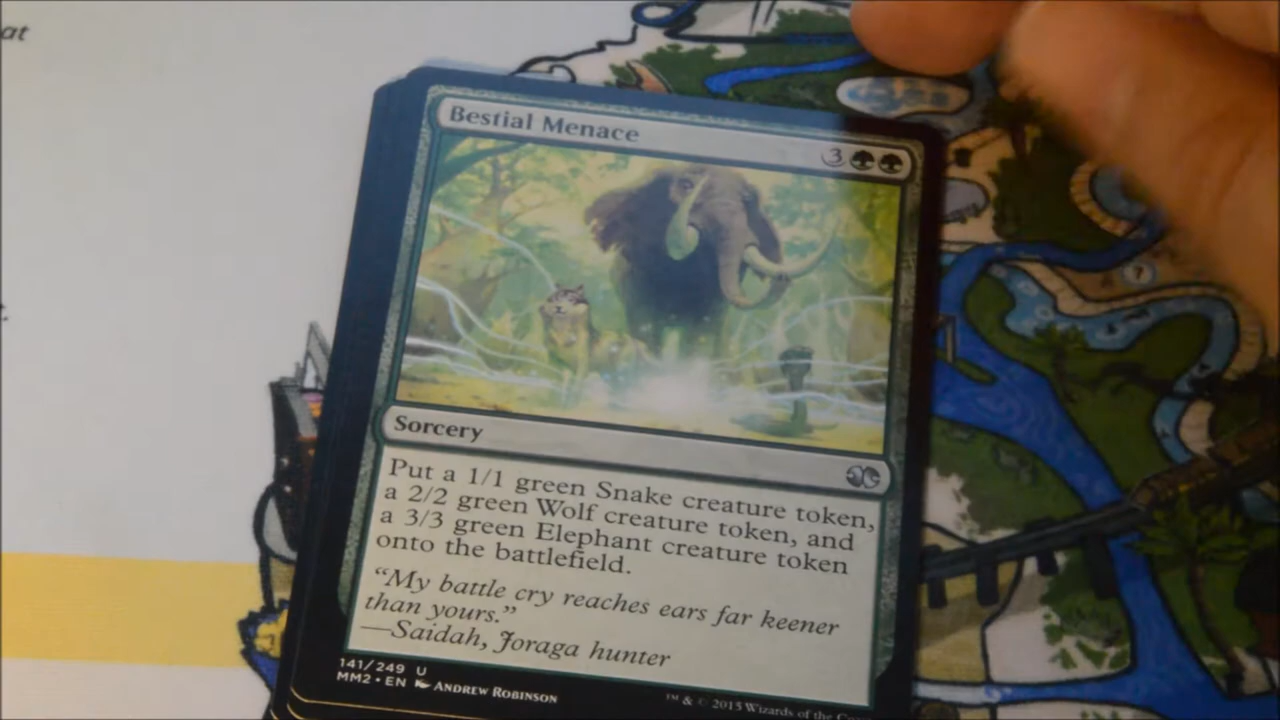 at
Bestial Menace
3
Sorcery
Put a 1/1 green Snake creature token,
a 2/2 green Wolf creature token, and
a 3/3 green Elephant creature token
onto the battlefield.
“My battle cry reaches ears far keener
than yours.”
—Saidah, Joraga hunter
141/249 U
MM2 • EN Andrew Robinson
™ & © 2015 Wizards of the